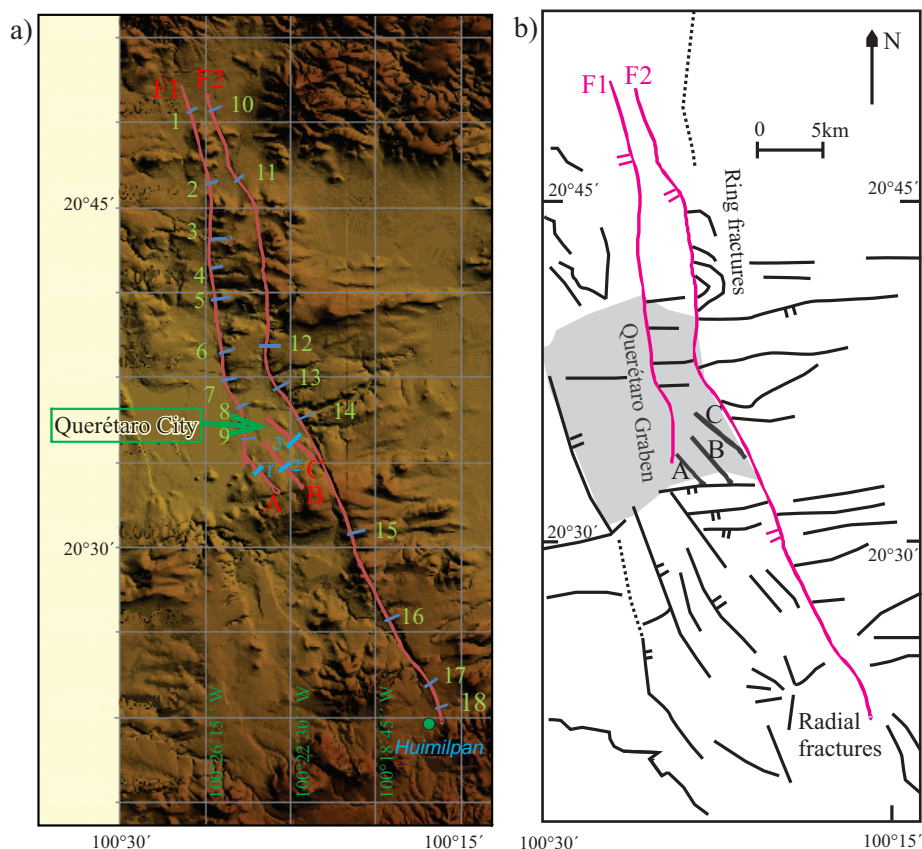 a)
F1
F2
1
10
2
11
20°45´
3
4
5
6
12
7
13
8
14
Querétaro City
9
3'
1'
2'
C
A
B
15
20°30´
16
17
18
100°26´15´´ W
100°22´30´´ W
100°18´45´´ W
Huimilpan
100°30´
100°15´
b)
N
F1
F2
0
5km
20°45´
20°45´
Ring fractures
Querétaro Graben
C
B
A
20°30´
20°30´
Radial
fractures
100°30´
100°15´